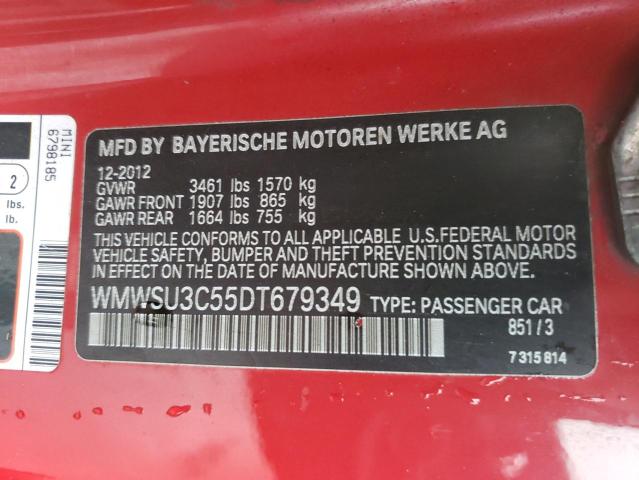 MINI
6798185
2
lbs.
lb.
MFD BY BAYERISCHE MOTOREN WERKE AG
12-2012
GVWR 3461 lbs 1570 kg
GAWR FRONT 1907 lbs 865 kg
GAWR REAR 1664 lbs 755 kg
THIS VEHICLE CONFORMS TO ALL APPLICABLE U.S.FEDERAL MOTOR
VEHICLE SAFETY, BUMPER AND THEFT PREVENTION STANDARDS
IN EFFECT ON THE DATE OF MANUFACTURE SHOWN ABOVE.
WMWSU3C55DT679349 TYPE: PASSENGER CAR
851/3
7315814